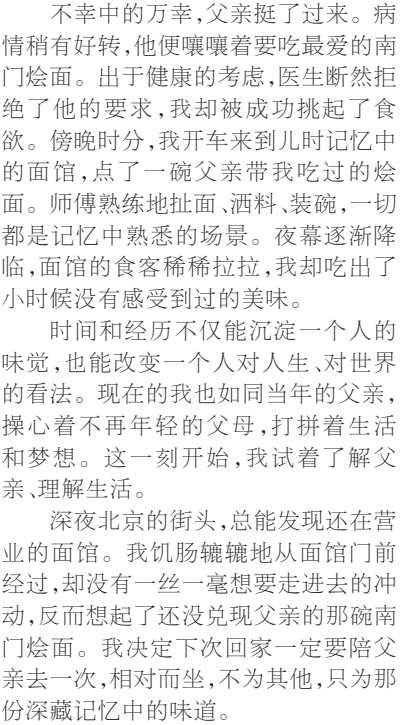 不幸中的万幸，父亲挺了过来。病
情稍有好转，他便嚷嚷着要吃最爱的南
门烩面。出于健康的考虑，医生断然拒
绝了他的要求，我却被成功挑起了食
欲。傍晚时分，我开车来到儿时记忆中
的面馆，点了一碗父亲带我吃过的烩
面。师傅熟练地扯面、洒料、装碗，一切
都是记忆中熟悉的场景。夜幕逐渐降
临，面馆的食客稀稀拉拉，我却吃出了
小时候没有感受到过的美味。
时间和经历不仅能沉淀一个人的
味觉，也能改变一个人对人生、对世界
的看法。现在的我也如同当年的父亲，
操心着不再年轻的父母，打拼着生活
和梦想。这一刻开始，我试着了解父
亲、理解生活。
深夜北京的街头，总能发现还在营
业的面馆。我饥肠辘辘地从面馆门前
经过，却没有一丝一毫想要走进去的冲
动，反而想起了还没兑现父亲的那碗南
门烩面。我决定下次回家一定要陪父
亲去一次，相对而坐，不为其他，只为那
份深藏记忆中的味道。